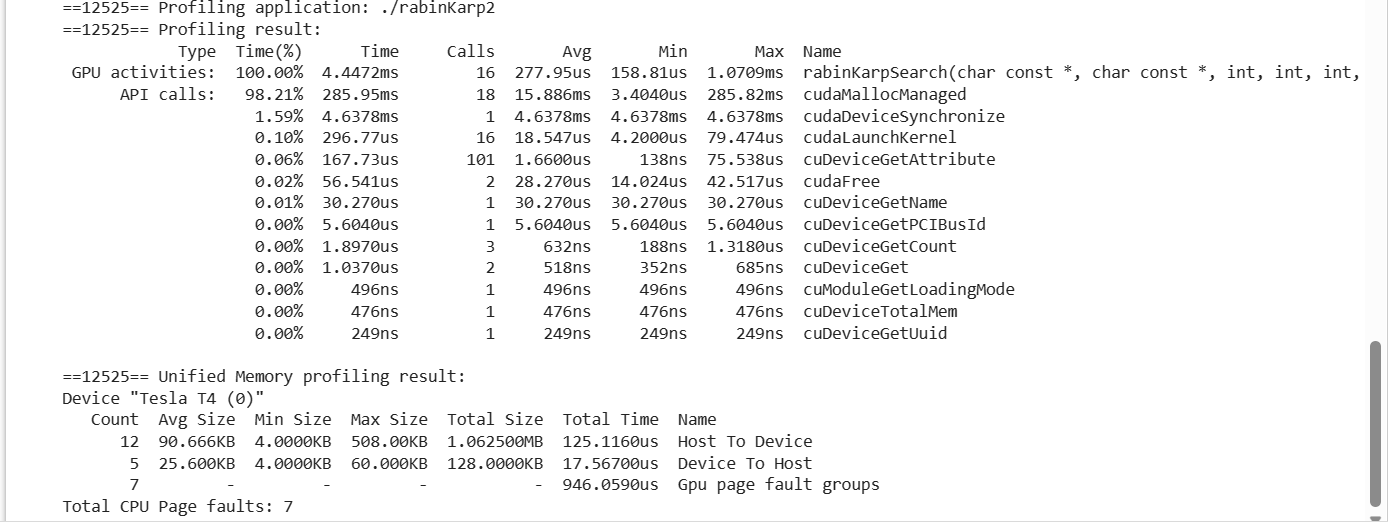 ==12525== Profiling application: ./rabinKarp2
==12525== Profiling result:
Type Time(%) Time Calls Avg Min Max Name
GPU activities: 100.00% 4.4472ms 16 277.95us 158.81us 1.0709ms rabinKarpSearch(char const *, char const *, int, int, int,
API calls: 98.21% 285.95ms 18 15.886ms 3.4040us 285.82ms cudaMallocManaged
1.59% 4.6378ms 1 4.6378ms 4.6378ms 4.6378ms cudaDeviceSynchronize
0.10% 296.77us 16 18.547us 4.2000us 79.474us cudaLaunchKernel
0.06% 167.73us 101 1.6600us 138ns 75.538us cuDeviceGetAttribute
0.02% 56.541us 2 28.270us 14.024us 42.517us cudaFree
0.01% 30.270us 1 30.270us 30.270us 30.270us cuDeviceGetName
0.00% 5.6040us 1 5.6040us 5.6040us 5.6040us cuDeviceGetPCIBusId
0.00% 1.8970us 3 632ns 188ns 1.3180us cuDeviceGetCount
0.00% 1.0370us 2 518ns 352ns 685ns cuDeviceGet
0.00% 496ns 1 496ns 496ns 496ns cuModuleGetLoadingMode
0.00% 476ns 1 476ns 476ns 476ns cuDeviceTotalMem
0.00% 249ns 1 249ns 249ns 249ns cuDeviceGetUuid
==12525== Unified Memory profiling result:
Device "Tesla T4 (0)"
Count Avg Size Min Size Max Size Total Size Total Time Name
12 90.666KB 4.0000KB 508.00KB 1.062500MB 125.1160us Host To Device
5 25.600KB 4.0000KB 60.000KB 128.0000KB 17.56700us Device To Host
7 - - - - 946.0590us Gpu page fault groups
Total CPU Page faults: 7